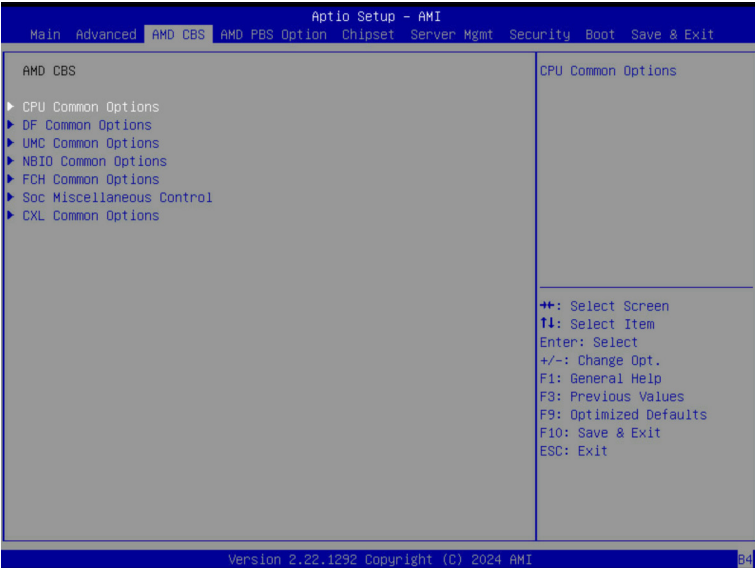 Aptio Setup – AMI
Main Advanced AMD CBS AMD PBS Option Chipset Server Mgmt Security Boot Save & Exit
AMD CBS
CPU Common Options
DF Common Options
UMC Common Options
NBIO Common Options
FCH Common Options
Soc Miscellaneous Control
CXL Common Options
CPU Common Options
→←: Select Screen
↑↓: Select Item
Enter: Select
+/-: Change Opt.
F1: General Help
F3: Previous Values
F9: Optimized Defaults
F10: Save & Exit
ESC: Exit
Version 2.22.1292 Copyright (C) 2024 AMI
B4